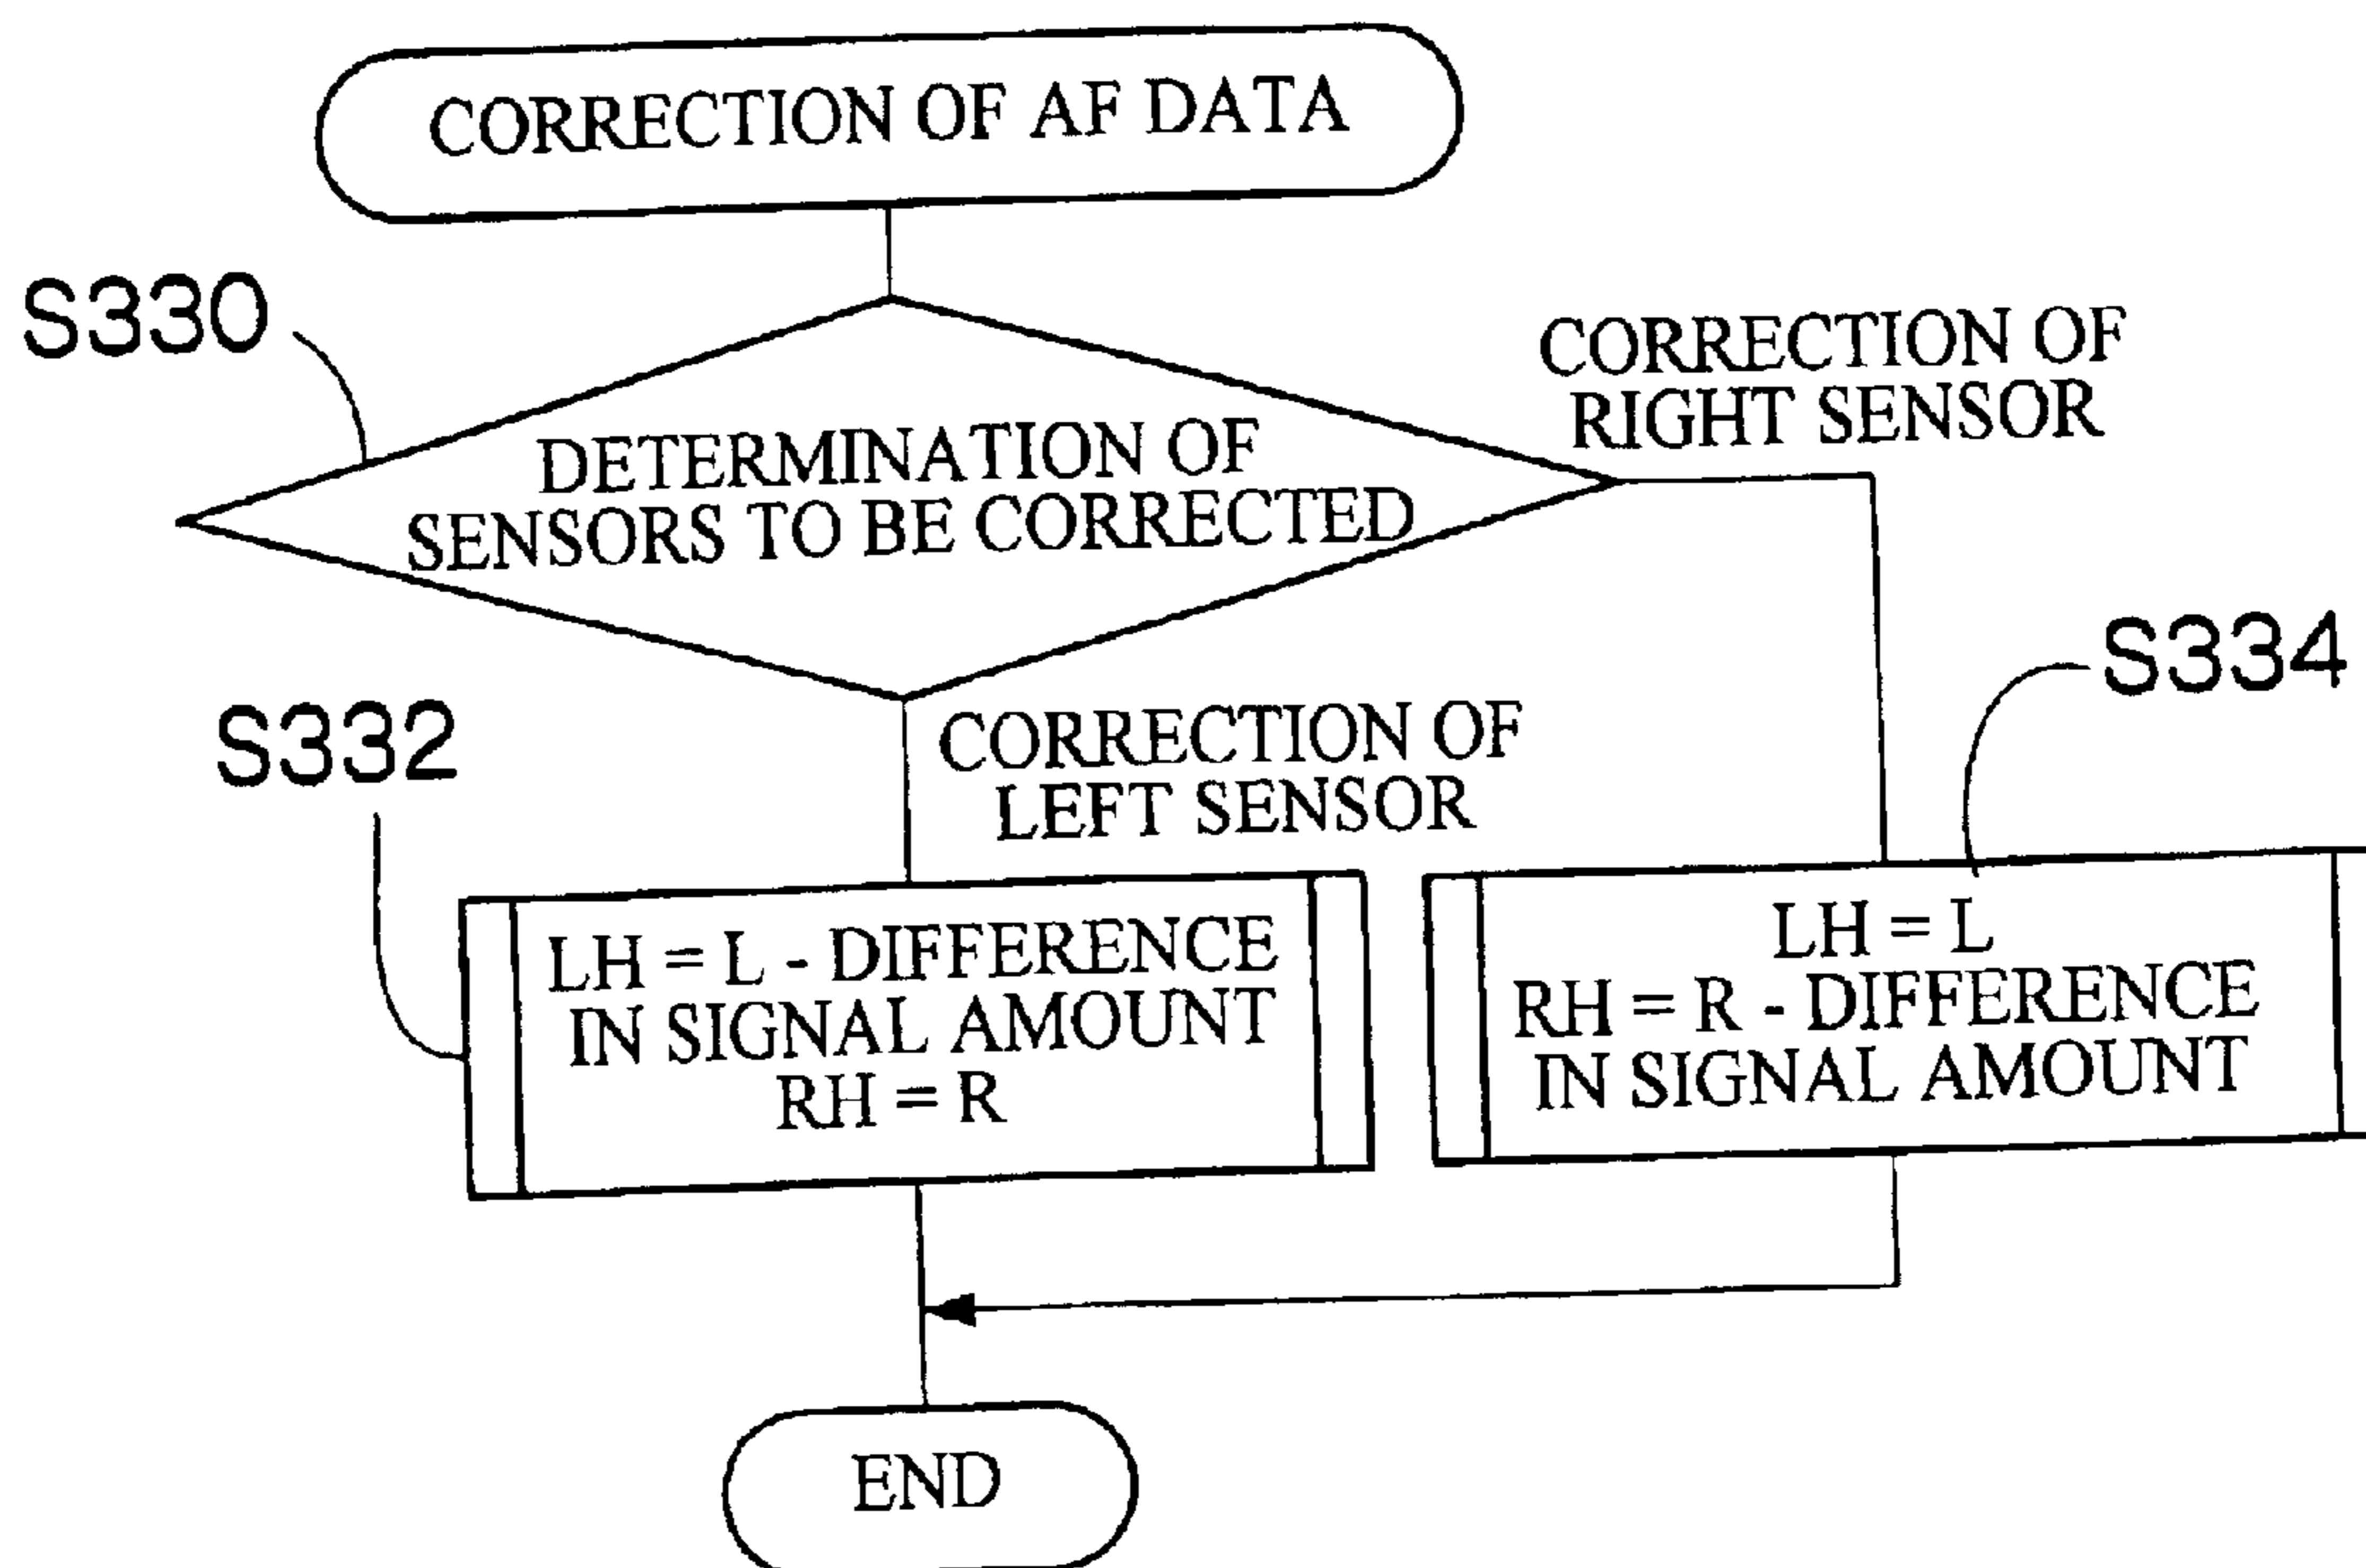 CORRECTION OF AF DATA
S330
DETERMINATION OF
SENSORS TO BE CORRECTED
CORRECTION OF
RIGHT SENSOR
S334
S332
CORRECTION OF
LEFT SENSOR
LH = L - DIFFERENCE
IN SIGNAL AMOUNT
RH = R
LH = L
RH = R - DIFFERENCE
IN SIGNAL AMOUNT
END